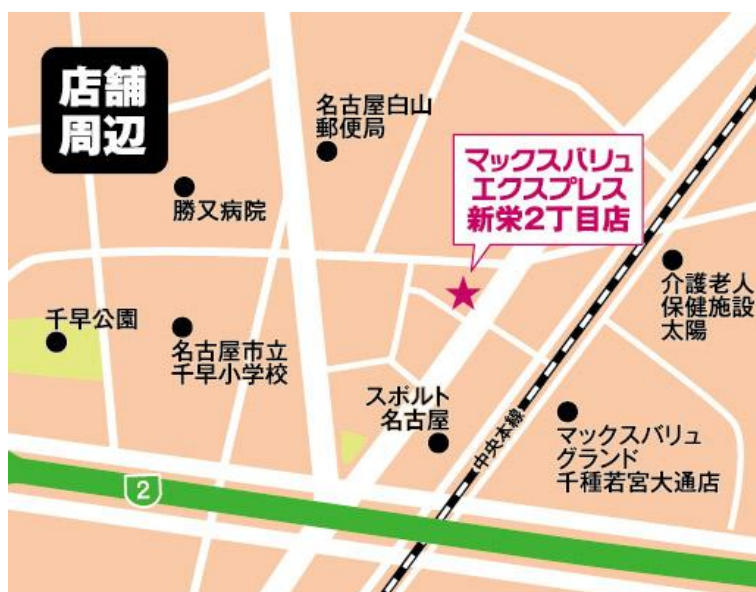 店舗
周辺
名古屋白山
郵便局
マックスバリュ
エクスプレス
新栄2丁目店
勝又病院
介護老人
保健施設
太陽
千早公園
名古屋市立
千早小学校
スポルト
名古屋
中央本線
マックスバリュ
グランド
千種若宮大通店
2